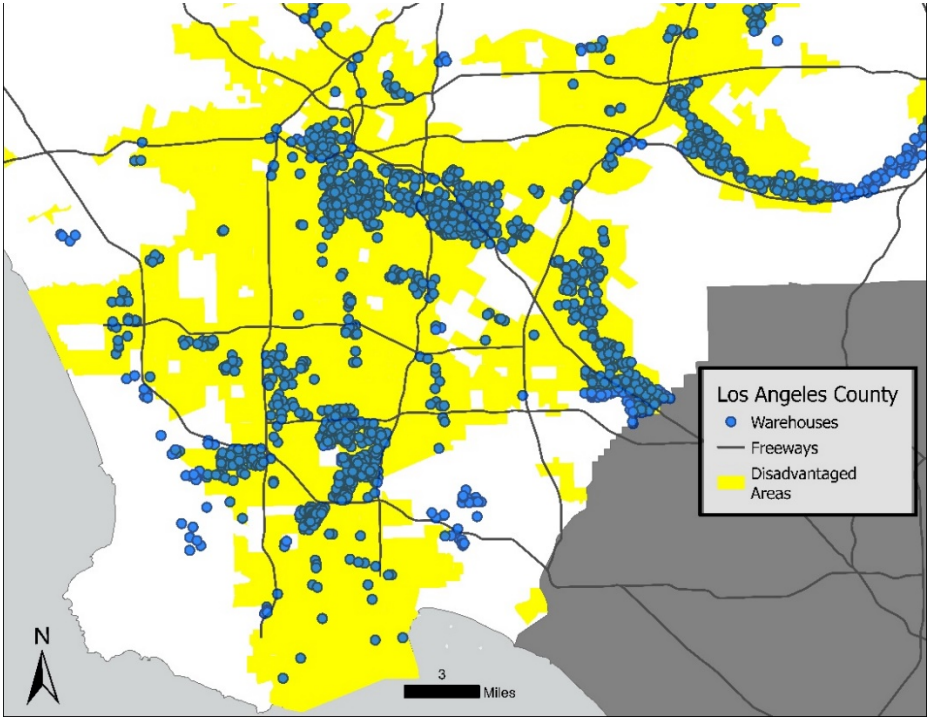 Los Angeles County
Warehouses
Freeways
Disadvantaged
Areas
N
3
Miles